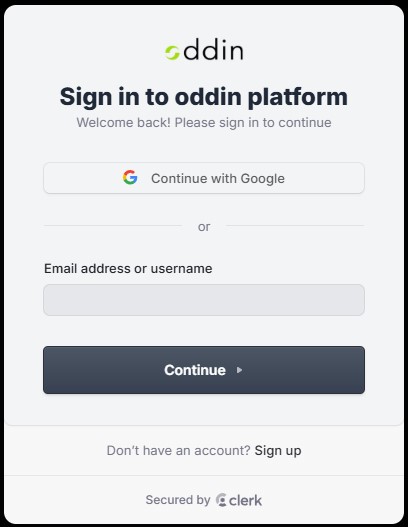 oddin
Sign in to oddin platform
Welcome back! Please sign in to continue
Continue with Google
or
Email address or username
Continue
Don’t have an account? Sign up
Secured by clerk